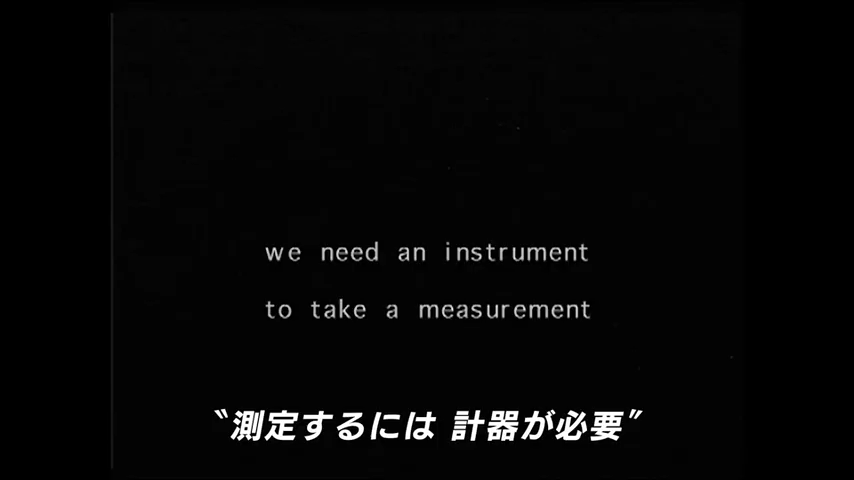 we need an instrument
to take a measurement
〝測定するには 計器が必要〞